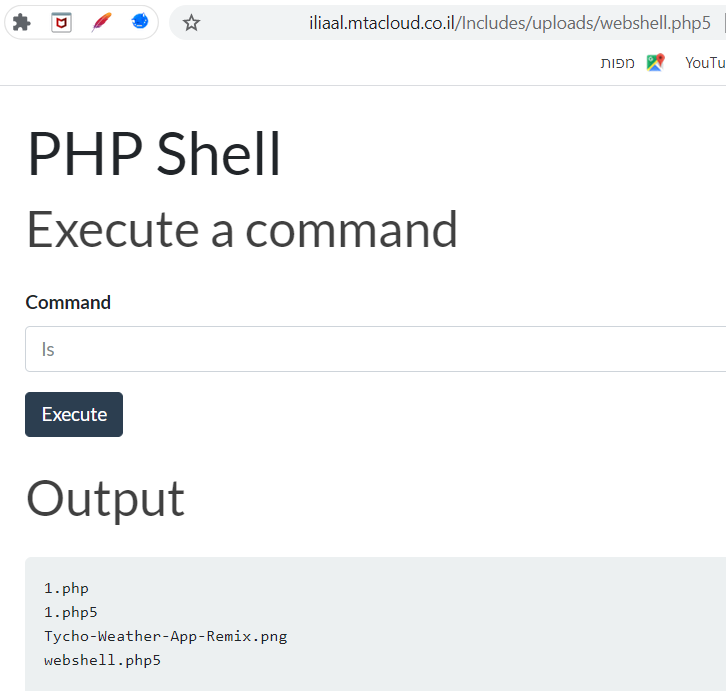 iliaal.mtacloud.co.il/Includes/uploads/webshell.php5
מפות YouTu
PHP Shell
Execute a command
Command
ls
Execute
Output
1.php
1.php5
Tycho-Weather-App-Remix.png
webshell.php5